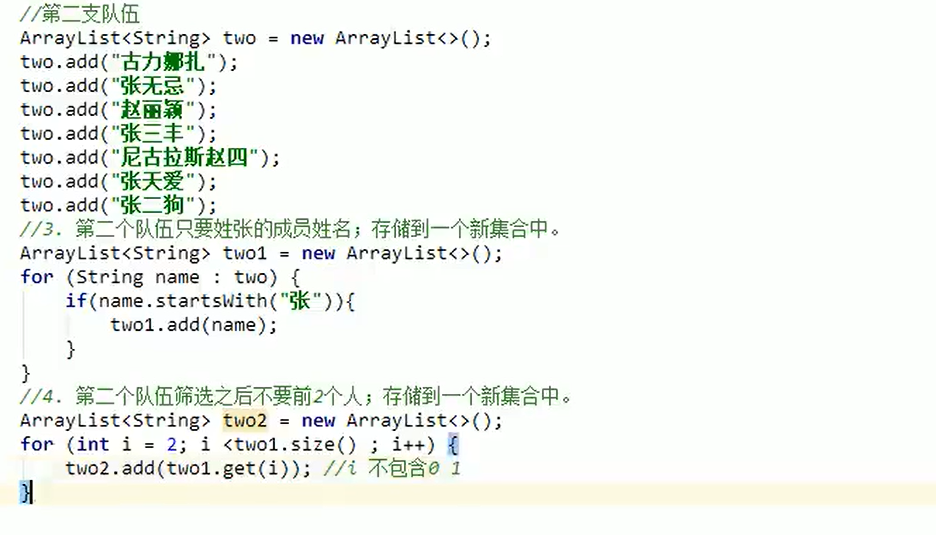 //第二支队伍
ArrayList<String> two = new ArrayList<>();
two.add("古力娜扎");
two.add("张无忌");
two.add("赵丽颖");
two.add("张三丰");
two.add("尼古拉斯赵四");
two.add("张天爱");
two.add("张二狗");
//3. 第二个队伍只要姓张的成员姓名；存储到一个新集合中。
ArrayList<String> two1 = new ArrayList<>();
for (String name : two) {
    if(name.startsWith("张")){
        two1.add(name);
    }
}
//4. 第二个队伍筛选之后不要前2个人；存储到一个新集合中。
ArrayList<String> two2 = new ArrayList<>();
for (int i = 2; i <two1.size() ; i++) {
    two2.add(two1.get(i)); //i 不包含0 1
}